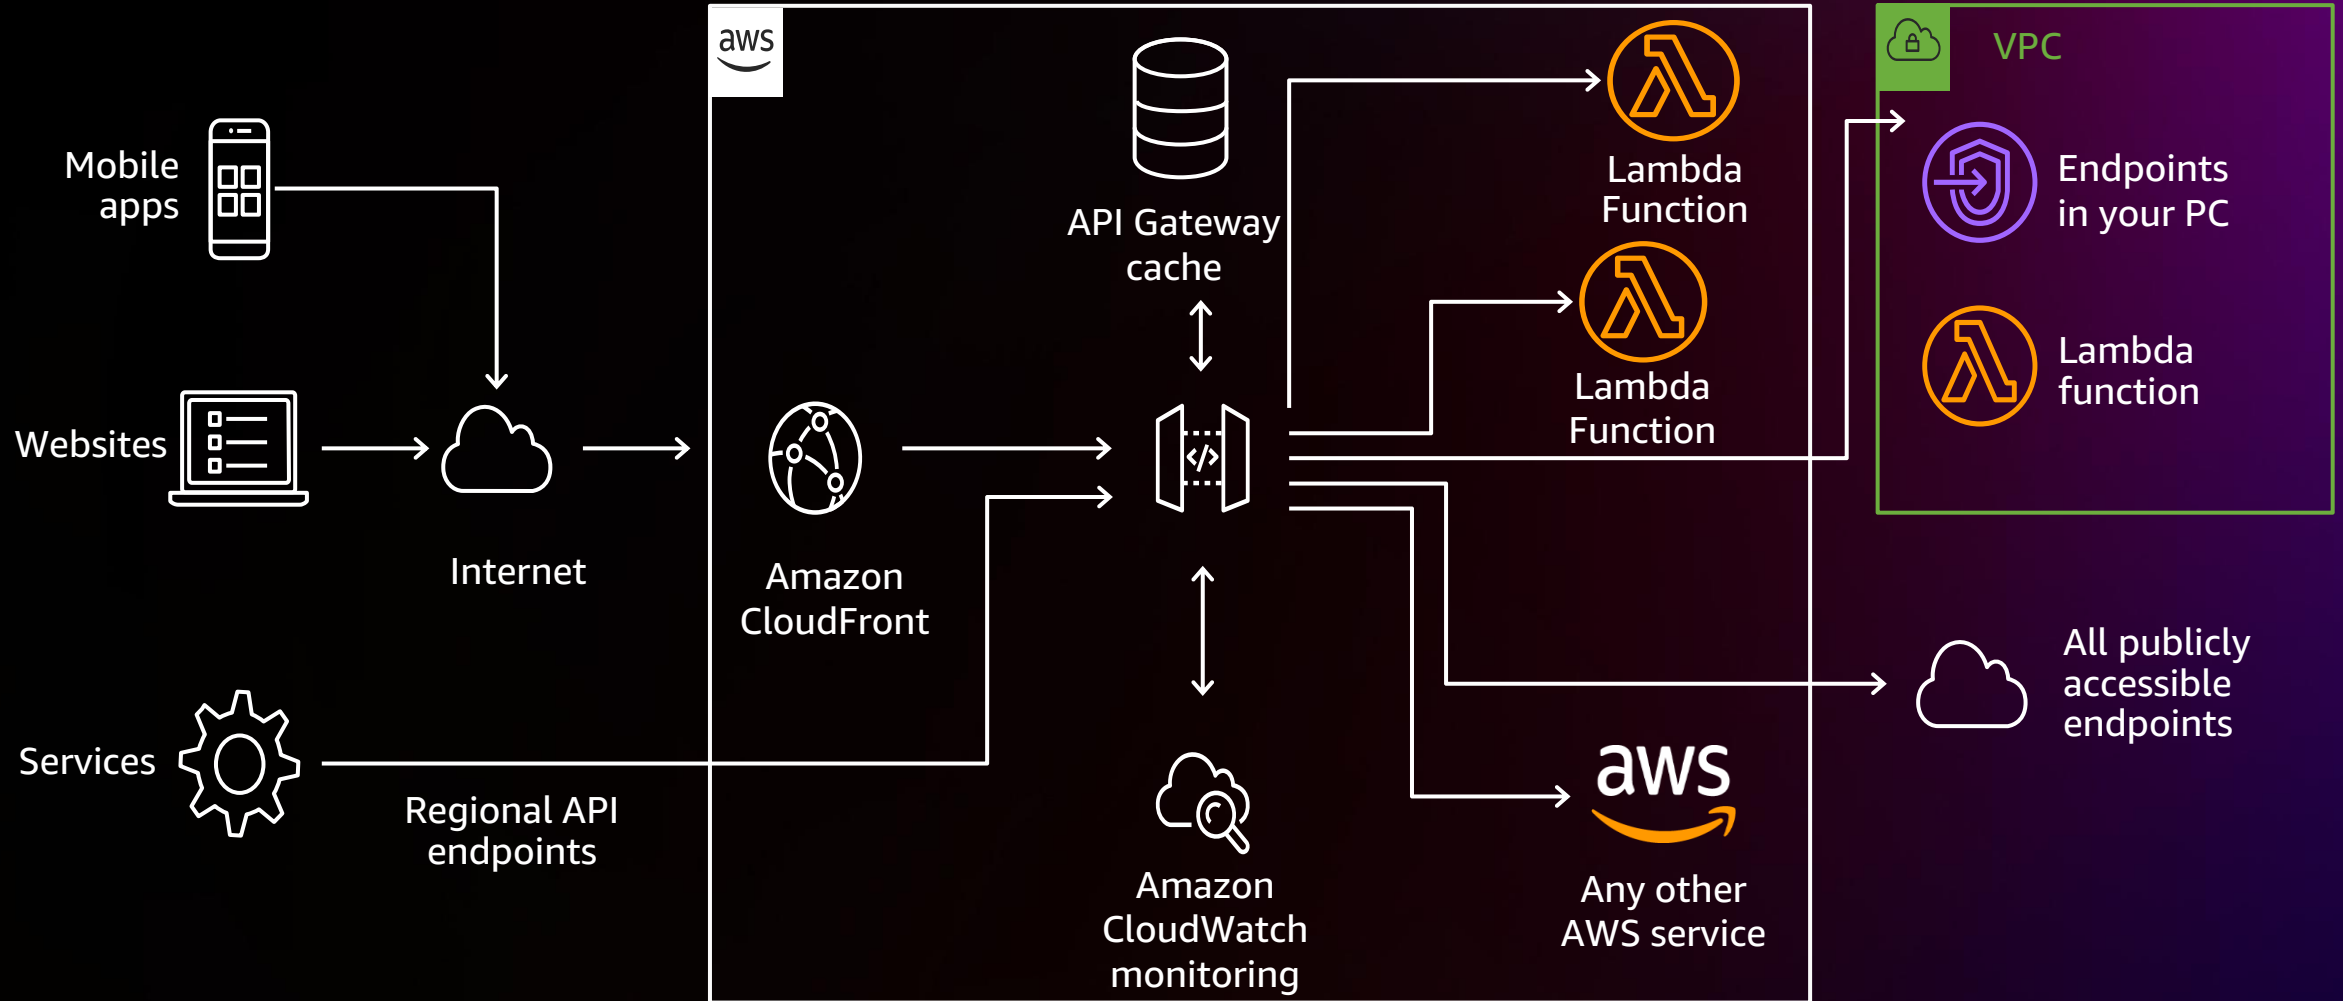 aws
VPC
Mobile
apps
API Gateway
cache
Lambda
Function
Endpoints
in your PC
Lambda
Function
Lambda
function
Websites
</>
Internet
Amazon
CloudFront
Services
Regional API
endpoints
All publicly
accessible
endpoints
aws
Amazon
CloudWatch
monitoring
Any other
AWS service